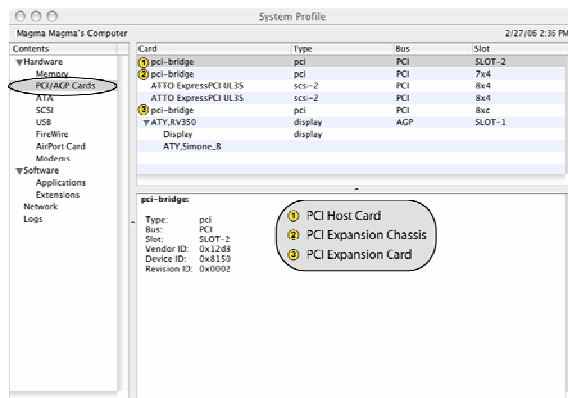 System Profile
Magma Magma's Computer 2/27/06 2:36 PM
Contents
Hardware
Memory
PCI/AGP Cards
ATA
SCSI
USB
FireWire
AirPort Card
Modems
Software
Applications
Extensions
Network
Logs
Card Type Bus Slot
1 pci-bridge pci PCI SLOT-2
2 pci-bridge pci PCI 7x4
ATTO ExpressPCI UL3S scsi-2 PCI 8x4
ATTO ExpressPCI UL3S scsi-2 PCI 8x4
3 pci-bridge pci PCI 8xc
ATY,RV350 display AGP SLOT-1
Display display
ATY,Simone_B
pci-bridge:
Type: pci
Bus: PCI
Slot: SLOT-2
Vendor ID: 0x12d8
Device ID: 0x8150
Revision ID: 0x0002
1 PCI Host Card
2 PCI Expansion Chassis
3 PCI Expansion Card